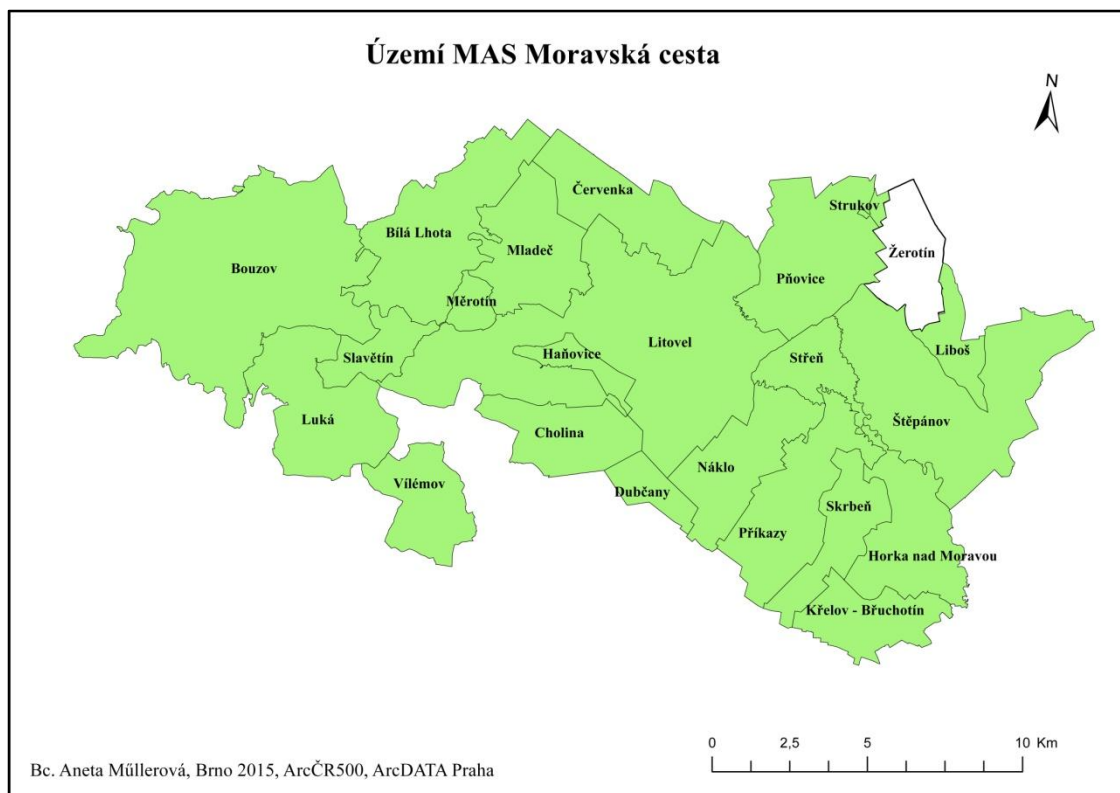 Území MAS Moravská cesta
N
Červenka
Strukov
Bílá Lhota
Mladeč
Žerotín
Bouzov
Pňovice
Měrotín
Litovel
Haňovice
Slavětín
Střeň
Liboš
Luká
Cholina
Štěpánov
Náklo
Vílémov
Dubčany
Skrbeň
Příkazy
Horka nad Moravou
Křelov - Břuchotín
0 2,5 5 10 Km
Bc. Aneta Műllerová, Brno 2015, ArcČR500, ArcDATA Praha